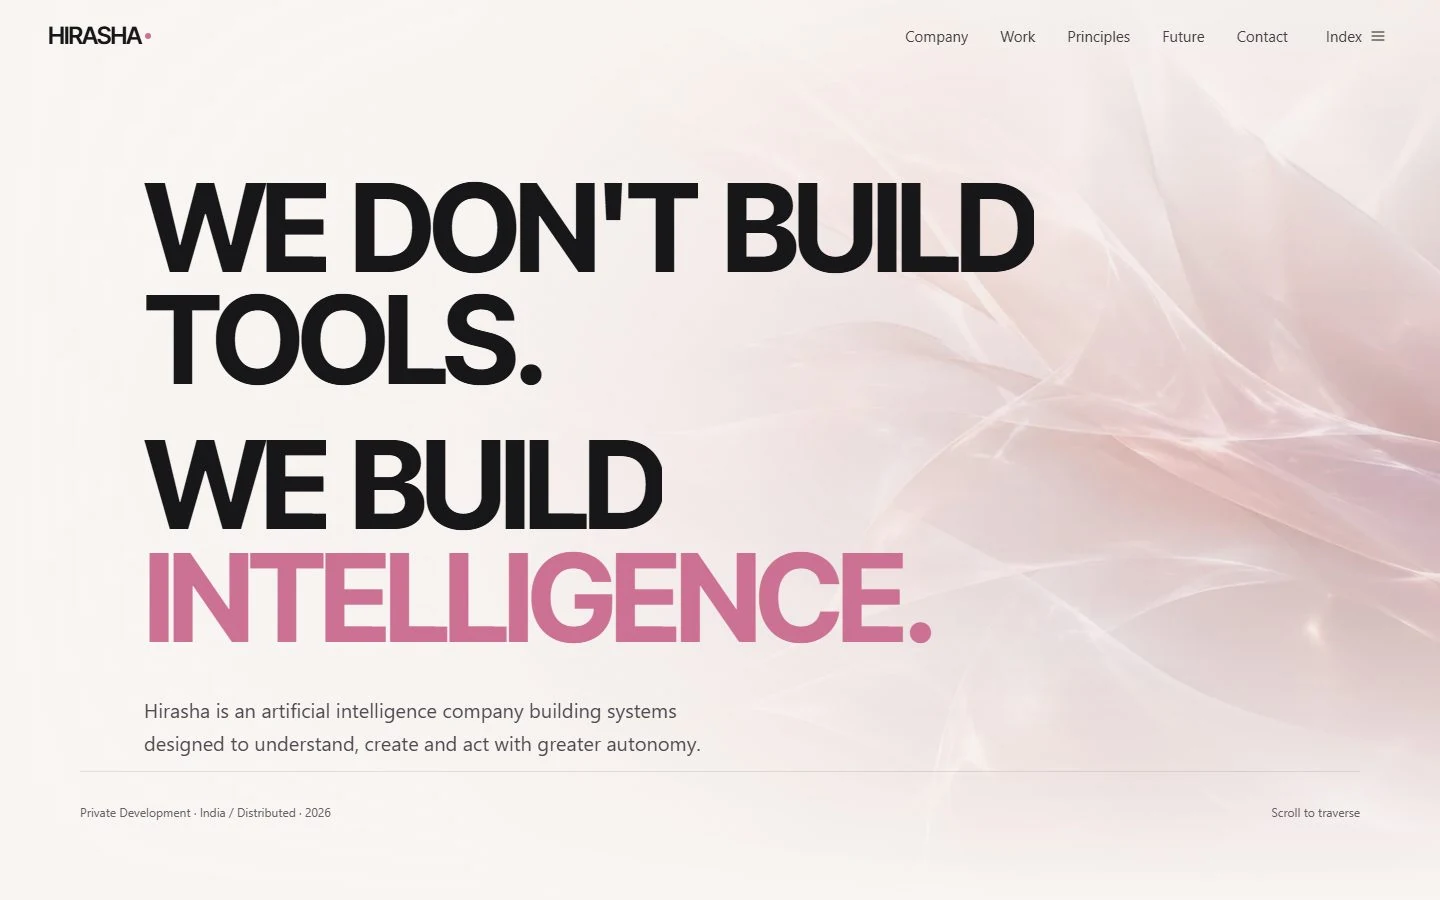 HIRASHA
Company Work Principles Future Contact Index
WE DON'T BUILD
TOOLS.
WE BUILD
INTELLIGENCE.
Hirasha is an artificial intelligence company building systems
designed to understand, create and act with greater autonomy.
Private Development · India / Distributed · 2026
Scroll to traverse